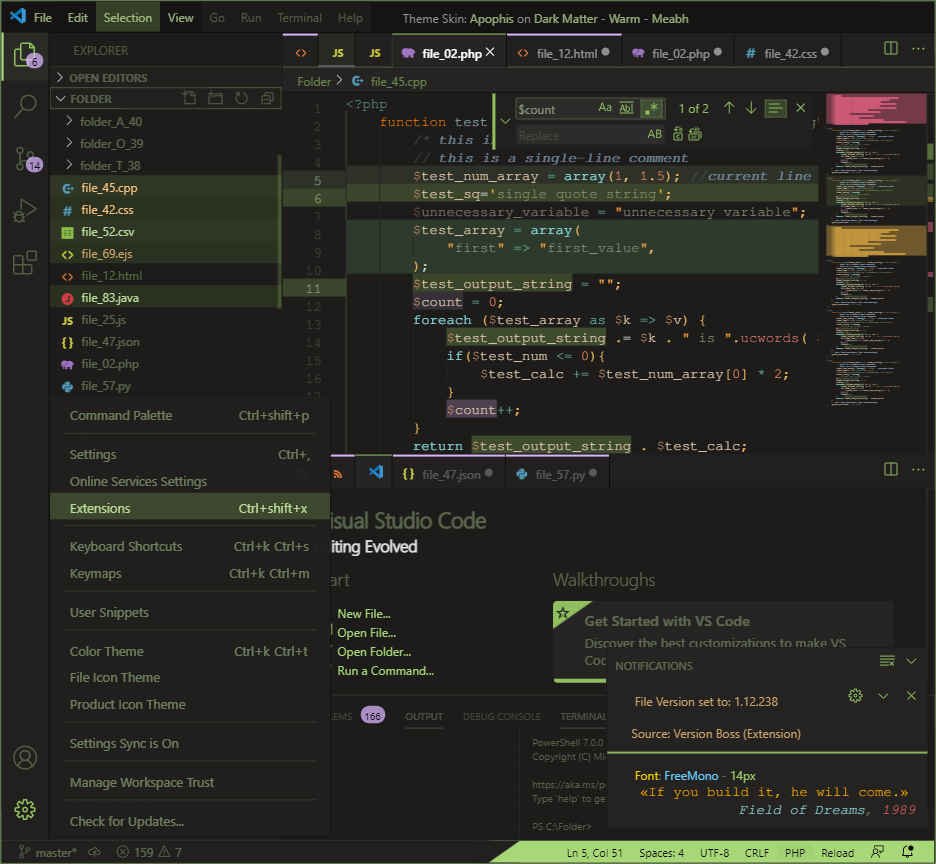 File Edit Selection View Go Run Terminal Help
Theme Skin: Apophis on Dark Matter - Warm - Meabh
6
EXPLORER
JS JS file_02.php file_12.html file_02.php # file_42.css
OPEN EDITORS
Folder > file_45.cpp
FOLDER
folder_A_40
folder_O_39
folder_T_38
file_45.cpp
# file_42.css
file_52.csv
file_69.ejs
file_12.html
file_83.java
JS file_25.js
{} file_47.json
file_02.php
file_57.py
14
$count Aa Abl .* 1 of 2
Replace AB
1 <?php
2 function test
3 /* this i
4 // this is a single-line comment
5 $test_num_array = array(1, 1.5); //current line
6 $test_sq='single quote string';
7 $unnecessary_variable = "unnecessary variable";
8 $test_array = array(
9 "first" => "first_value",
10 );
11 $test_output_string = "";
12 $count = 0;
13 foreach ($test_array as $k => $v) {
14 $test_output_string .= $k . " is ".ucwords( $
15 if($test_num <= 0){
16 $test_calc += $test_num_array[0] * 2;
}
$count++;
}
return $test_output_string . $test_calc;
Command Palette Ctrl+shift+p
Settings Ctrl+,
Online Services Settings
Extensions Ctrl+shift+x
Keyboard Shortcuts Ctrl+k Ctrl+s
Keymaps Ctrl+k Ctrl+m
User Snippets
Color Theme Ctrl+k Ctrl+t
File Icon Theme
Product Icon Theme
Settings Sync is On
Manage Workspace Trust
Check for Updates...
{} file_47.json file_57.py
isual Studio Code
iting Evolved
art
New File...
Open File...
Open Folder...
Run a Command...
Walkthroughs
Get Started with VS Code
Discover the best customizations to make VS
Coc
LEMS 166 OUTPUT DEBUG CONSOLE TERMINAL
PowerShell 7.0.0
Copyright (C) Mi
https://aka.ms/p
Type 'help' to ge
PS C:\Folder>
NOTIFICATIONS
File Version set to: 1.12.238
Source: Version Boss (Extension)
Font: FreeMono - 14px
«If you build it, he will come.»
Field of Dreams, 1989
master* 159 7
Ln 5, Col 51 Spaces: 4 UTF-8 CRLF PHP Reload